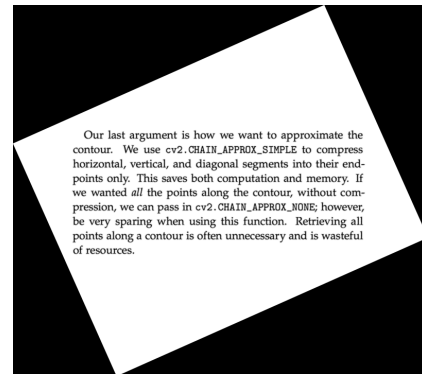 Our last argument is how we want to approximate the
contour. We use cv2.CHAIN_APPROX_SIMPLE to compress
horizontal, vertical, and diagonal segments into their end-
points only. This saves both computation and memory. If
we wanted all the points along the contour, without com-
pression, we can pass in cv2.CHAIN_APPROX_NONE; however,
be very sparing when using this function. Retrieving all
points along a contour is often unnecessary and is wasteful
of resources.